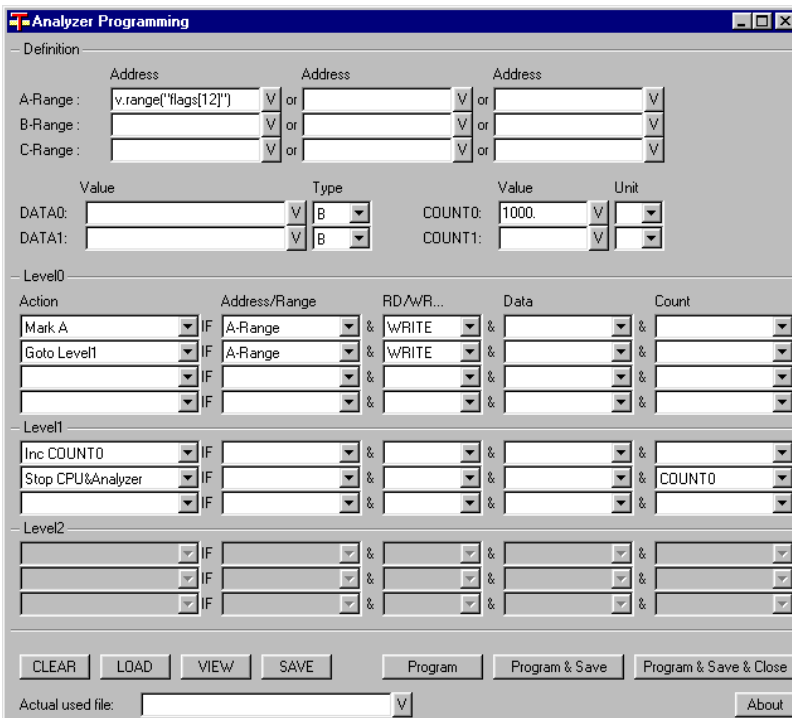 Analyzer Programming
Definition
Address Address Address
A-Range : v.range("flags[12]") V or V or V
B-Range : V or V or V
C-Range : V or V or V
Value Type Value Unit
DATA0: V B COUNT0: 1000. V
DATA1: V B COUNT1: V
Level0
Action Address/Range RD/WR... Data Count
Mark A IF A-Range & WRITE & &
Goto Level1 IF A-Range & WRITE & &
IF & & &
IF & & &
Level1
Inc COUNT0 IF & & &
Stop CPU&Analyzer IF & & & COUNT0
IF & & &
Level2
IF & & &
IF & & &
IF & & &
CLEAR LOAD VIEW SAVE Program Program & Save Program & Save & Close
Actual used file: V About